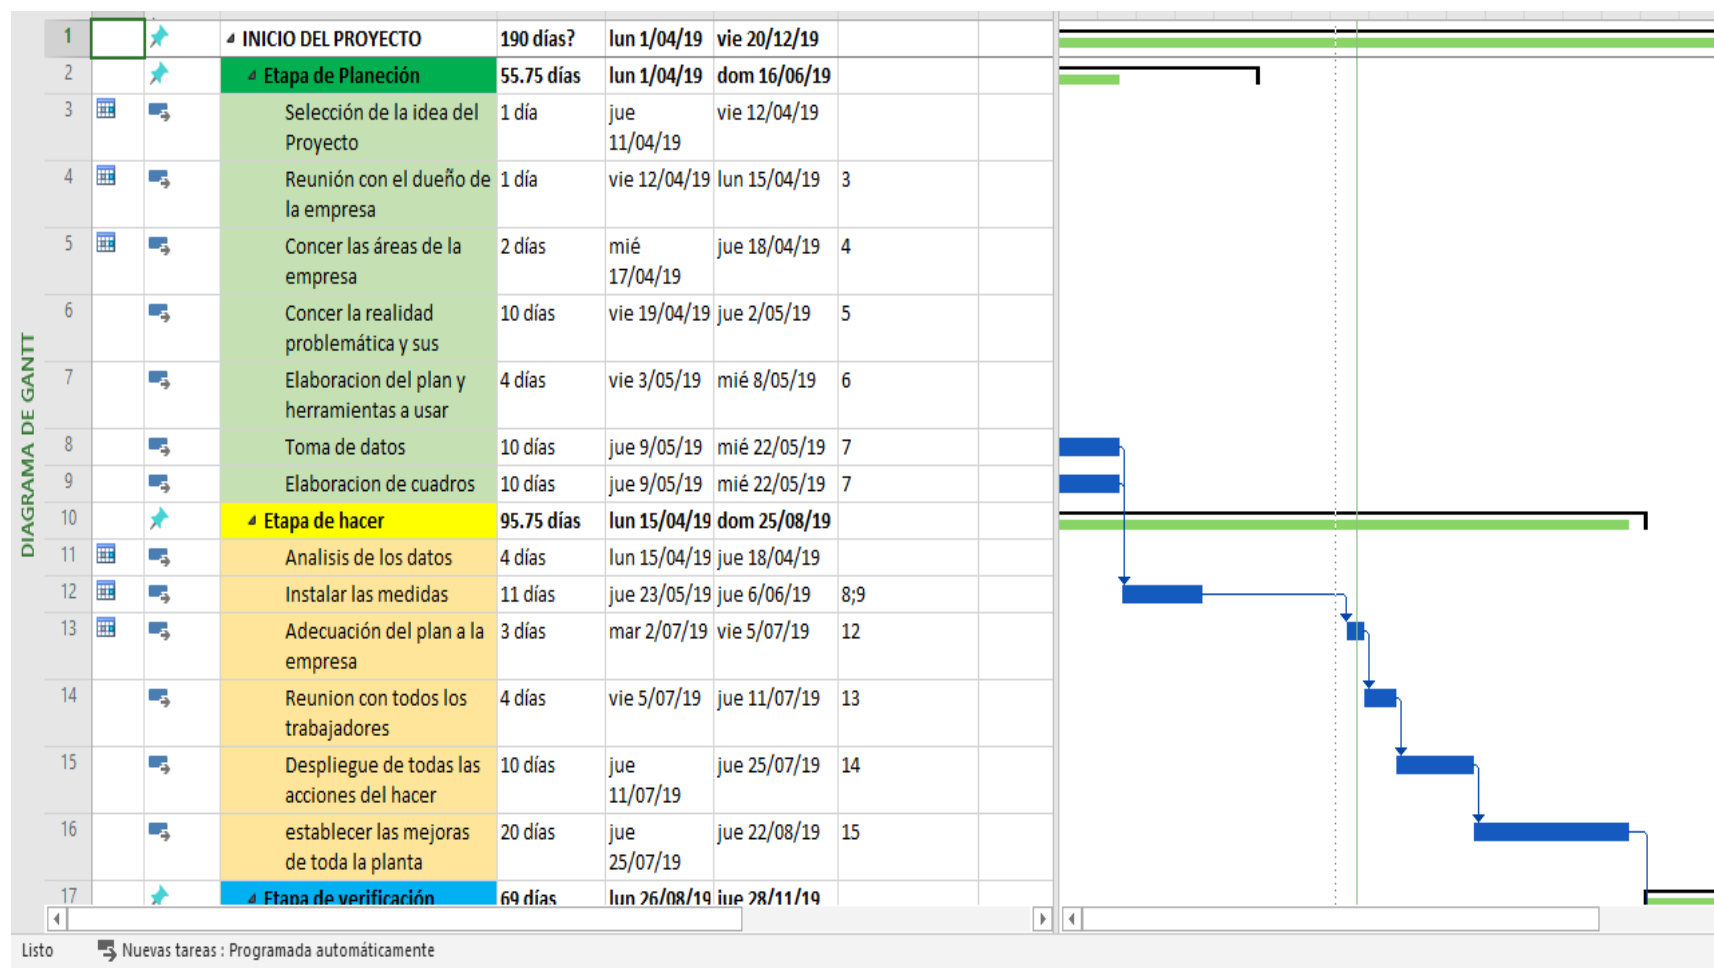 DIAGRAMA DE GANTT
1 INICIO DEL PROYECTO 190 días? lun 1/04/19 vie 20/12/19
2 Etapa de Planeción 55.75 días lun 1/04/19 dom 16/06/19
3 Selección de la idea del 1 día jue vie 12/04/19
Proyecto 11/04/19
4 Reunión con el dueño de 1 día vie 12/04/19 lun 15/04/19 3
la empresa
5 Concer las áreas de la 2 días mié jue 18/04/19 4
empresa 17/04/19
6 Concer la realidad 10 días vie 19/04/19 jue 2/05/19 5
problemática y sus
7 Elaboracion del plan y 4 días vie 3/05/19 mié 8/05/19 6
herramientas a usar
8 Toma de datos 10 días jue 9/05/19 mié 22/05/19 7
9 Elaboracion de cuadros 10 días jue 9/05/19 mié 22/05/19 7
10 Etapa de hacer 95.75 días lun 15/04/19 dom 25/08/19
11 Analisis de los datos 4 días lun 15/04/19 jue 18/04/19
12 Instalar las medidas 11 días jue 23/05/19 jue 6/06/19 8;9
13 Adecuación del plan a la 3 días mar 2/07/19 vie 5/07/19 12
empresa
14 Reunion con todos los 4 días vie 5/07/19 jue 11/07/19 13
trabajadores
15 Despliegue de todas las 10 días jue jue 25/07/19 14
acciones del hacer 11/07/19
16 establecer las mejoras 20 días jue jue 22/08/19 15
de toda la planta 25/07/19
17 Etapa de verificación 69 días lun 26/08/19 jue 28/11/19
Listo Nuevas tareas : Programada automáticamente